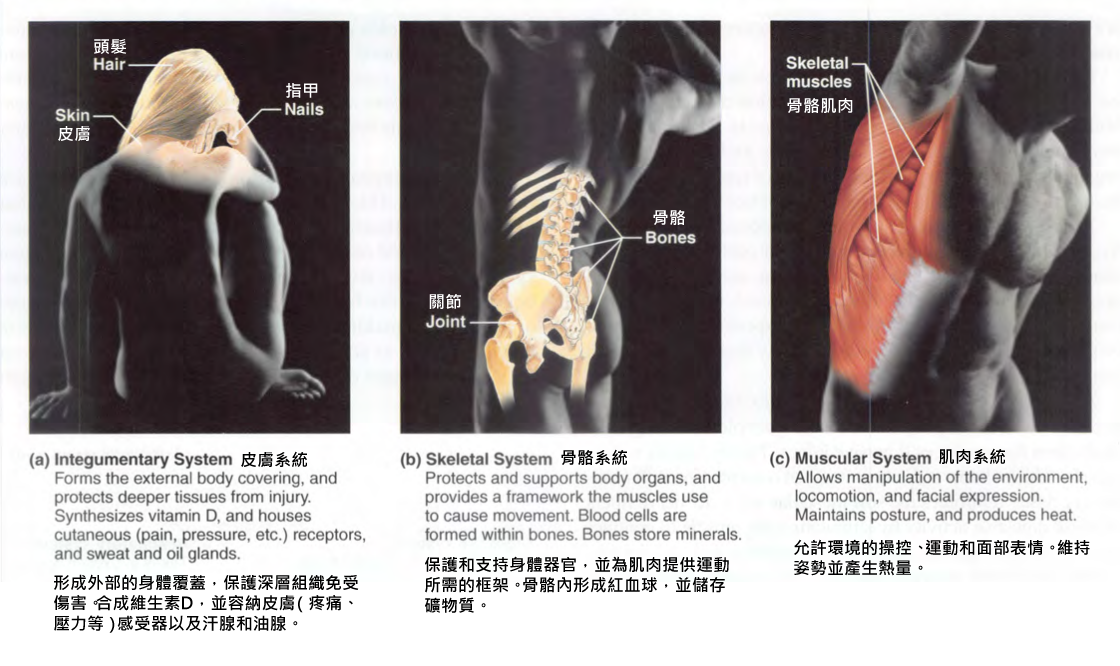 頭髮
Hair
指甲
Nails
Skin
皮膚
骨骼
Bones
關節
Joint
Skeletal
muscles
骨骼肌肉
(a) Integumentary System 皮膚系統
Forms the external body covering, and
protects deeper tissues from injury.
Synthesizes vitamin D, and houses
cutaneous (pain, pressure, etc.) receptors,
and sweat and oil glands.
形成外部的身體覆蓋，保護深層組織免受
傷害。合成維生素D，並容納皮膚(疼痛、
壓力等)感受器以及汗腺和油腺。
(b) Skeletal System 骨骼系統
Protects and supports body organs, and
provides a framework the muscles use
to cause movement. Blood cells are
formed within bones. Bones store minerals.
保護和支持身體器官，並為肌肉提供運動
所需的框架。骨骼內形成紅血球，並儲存
礦物質。
(c) Muscular System 肌肉系統
Allows manipulation of the environment,
locomotion, and facial expression.
Maintains posture, and produces heat.
允許環境的操控、運動和面部表情。維持
姿勢並產生熱量。